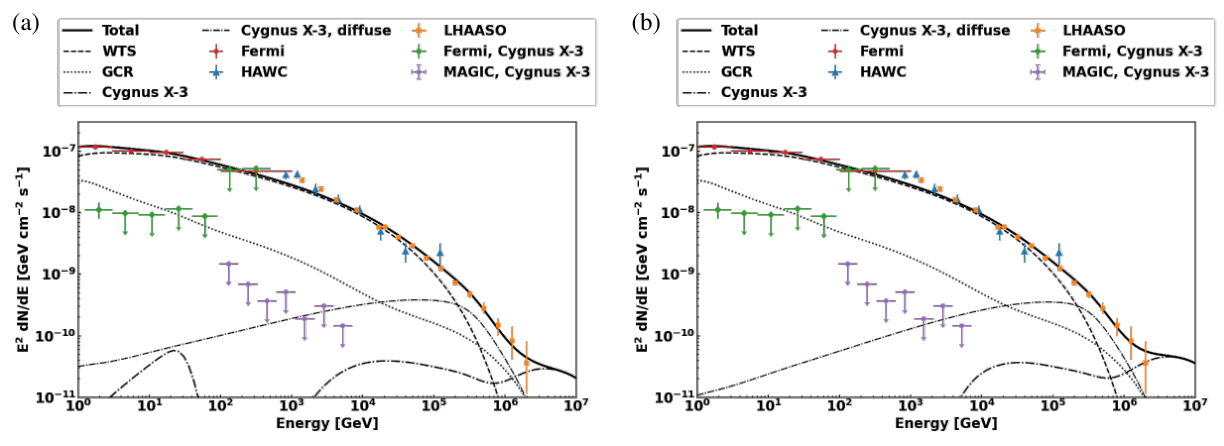 (a)
Total
WTS
GCR
Cygnus X-3
Cygnus X-3, diffuse
Fermi
HAWC
LHAASO
Fermi, Cygnus X-3
MAGIC, Cygnus X-3
E² dN/dE [GeV cm⁻² s⁻¹]
10⁻⁷
10⁻⁸
10⁻⁹
10⁻¹⁰
10⁻¹¹
10⁰ 10¹ 10² 10³ 10⁴ 10⁵ 10⁶ 10⁷
Energy [GeV]
(b)
Total
WTS
GCR
Cygnus X-3
Cygnus X-3, diffuse
Fermi
HAWC
LHAASO
Fermi, Cygnus X-3
MAGIC, Cygnus X-3
E² dN/dE [GeV cm⁻² s⁻¹]
10⁻⁷
10⁻⁸
10⁻⁹
10⁻¹⁰
10⁻¹¹
10⁰ 10¹ 10² 10³ 10⁴ 10⁵ 10⁶ 10⁷
Energy [GeV]